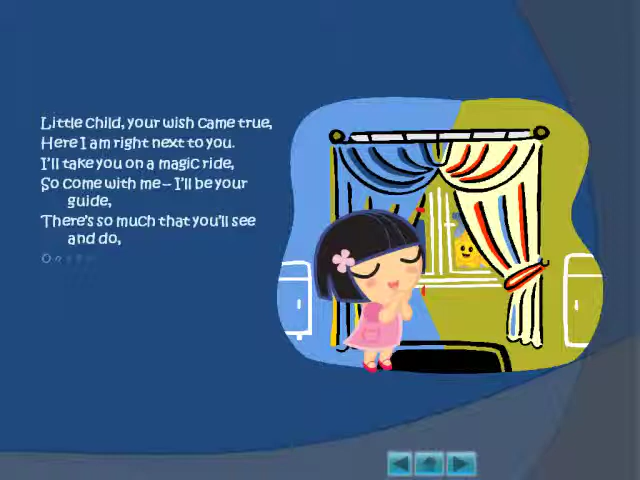 Little Child, your wish came true,
Here I am right next to you.
I'll take you on a magic ride,
So come with me – I'll be your
guide,
There's so much that you'll see
and do,